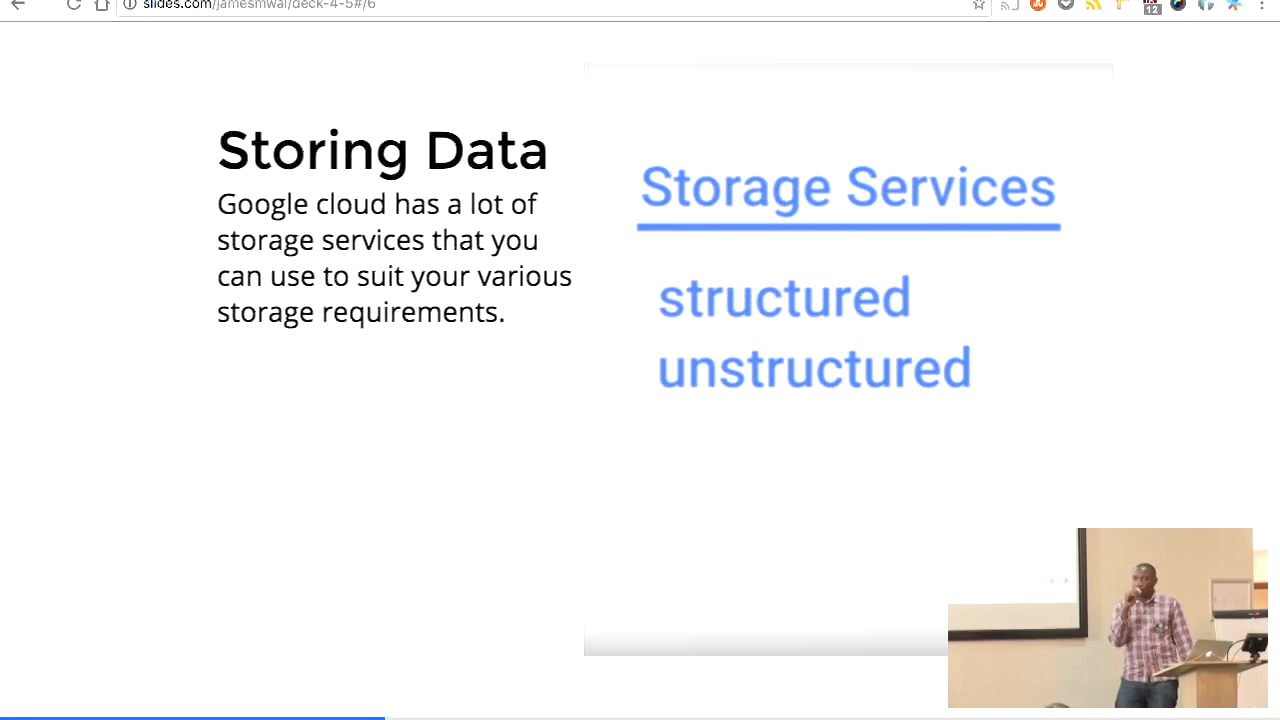 slides.com/jamesmwai/deck-4-5#/6
12
Storing Data
Google cloud has a lot of
storage services that you
can use to suit your various
storage requirements.
Storage Services
structured
unstructured